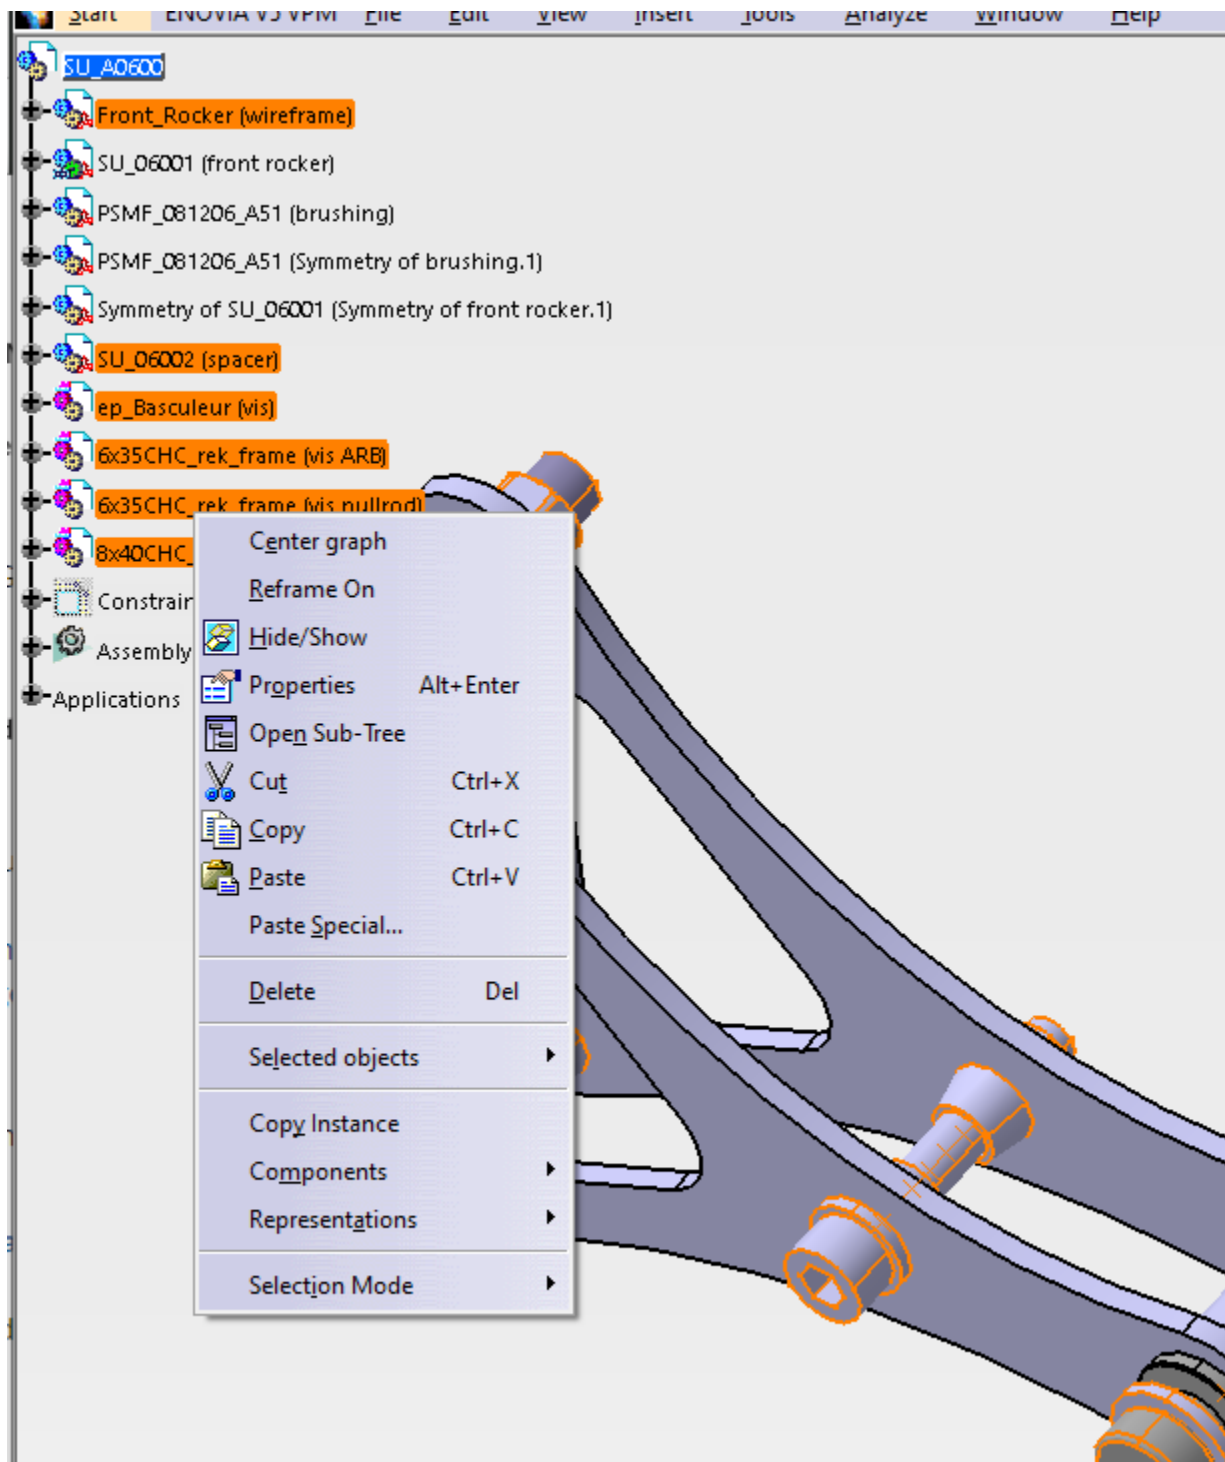 Start ENOVIA V5 VPM File Edit View Insert Tools Analyze Window Help
SU_A0600
Front_Rocker (wireframe)
SU_06001 (front rocker)
PSMF_081206_A51 (brushing)
PSMF_081206_A51 (Symmetry of brushing.1)
Symmetry of SU_06001 (Symmetry of front rocker.1)
SU_06002 (spacer)
ep_Basculeur (vis)
6x35CHC_rek_frame (vis ARB)
6x35CHC_rek_frame (vis pullrod)
8x40CHC_
Constrain
Assembly
Applications
Center graph
Reframe On
Hide/Show
Properties Alt+Enter
Open Sub-Tree
Cut Ctrl+X
Copy Ctrl+C
Paste Ctrl+V
Paste Special...
Delete Del
Selected objects
Copy Instance
Components
Representations
Selection Mode